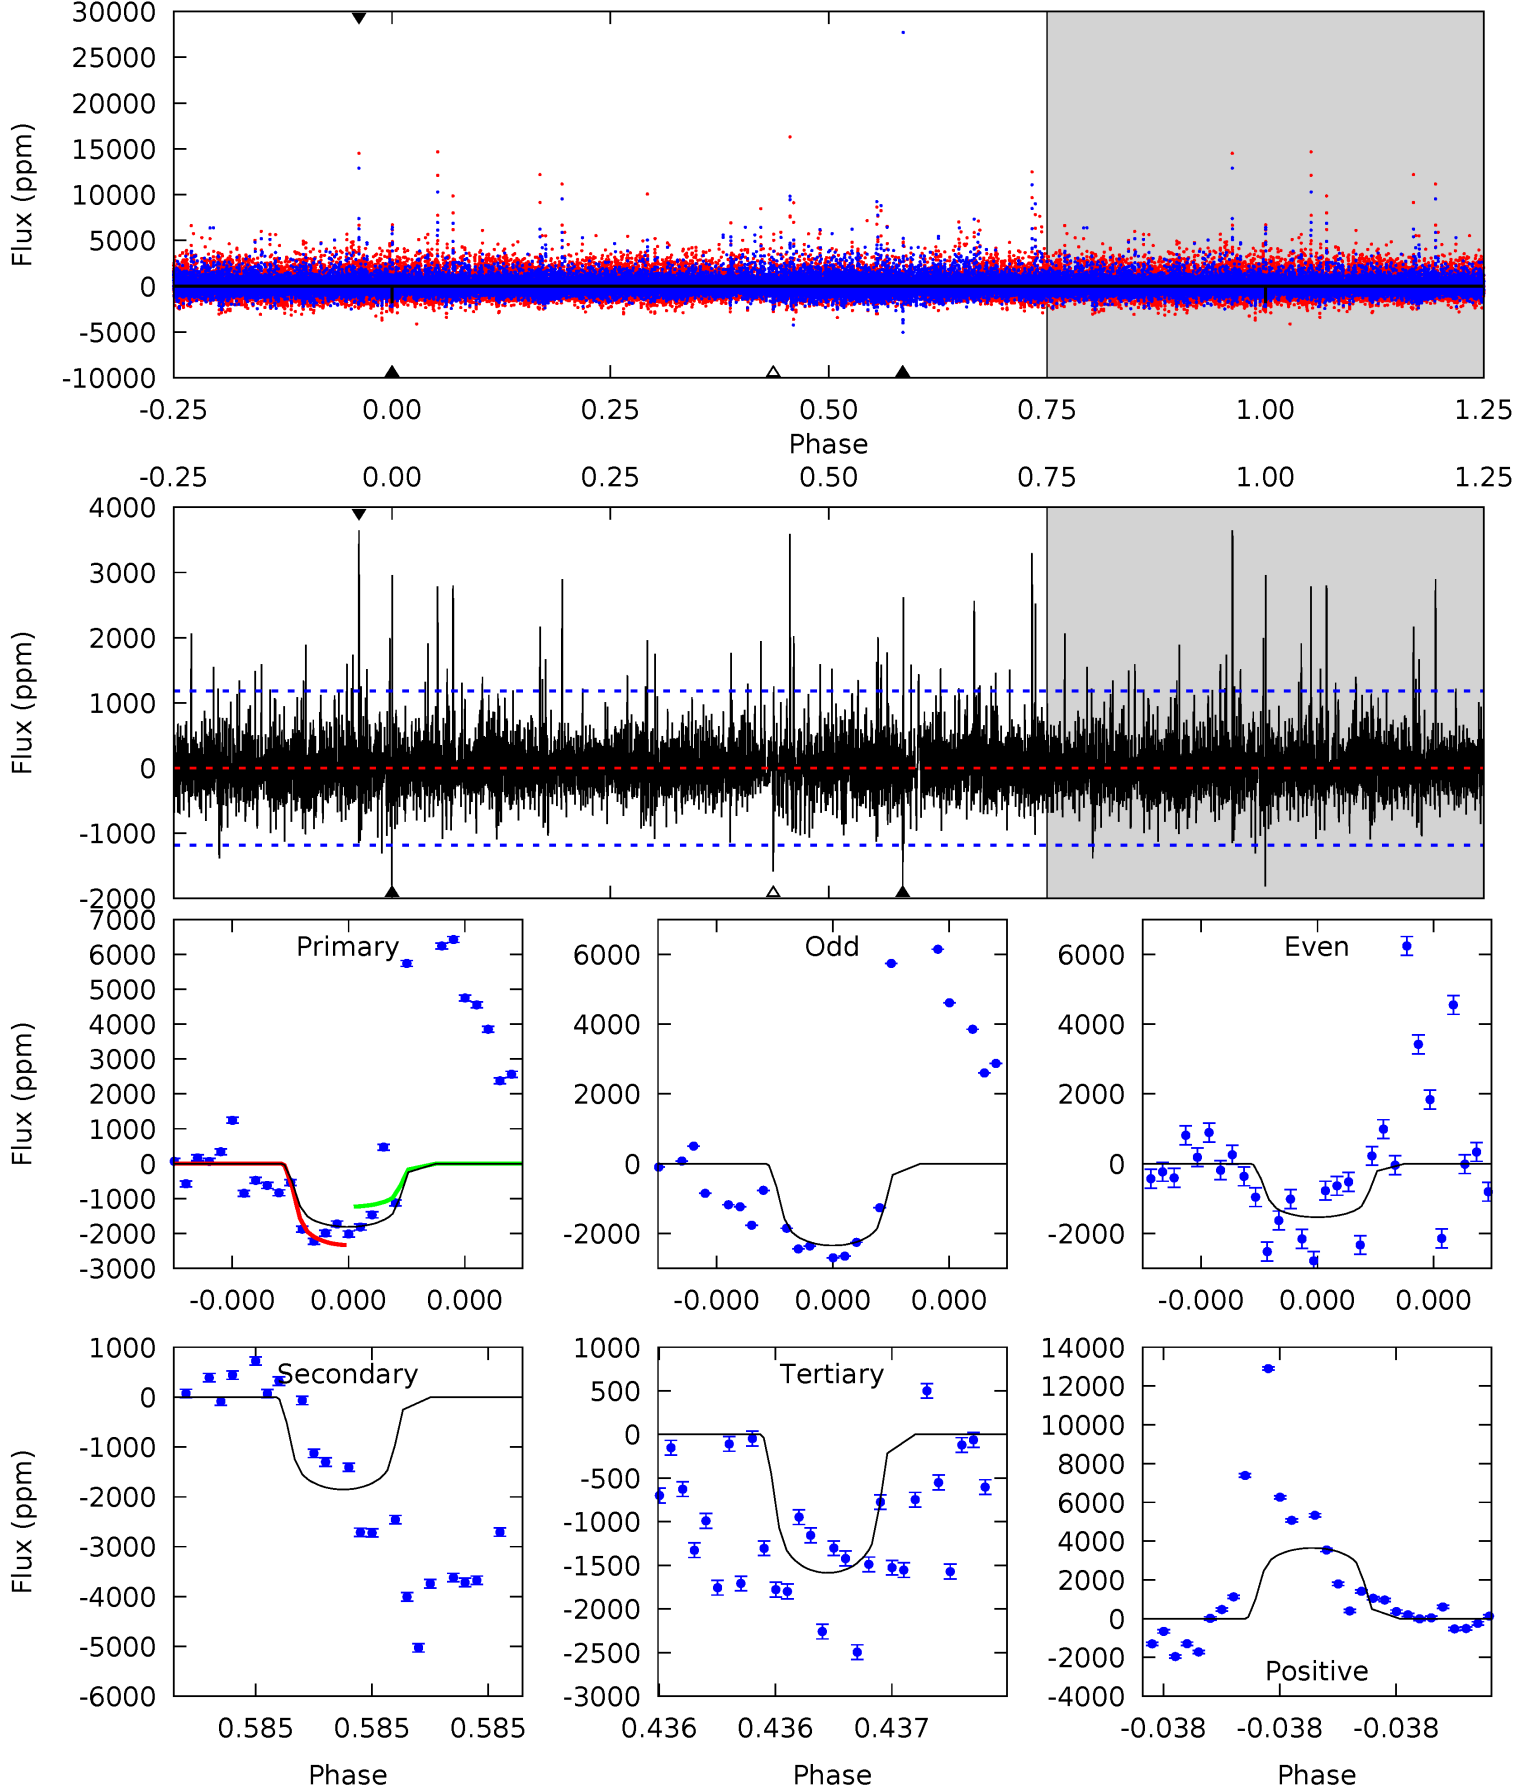 30000
25000
20000
15000
10000
5000
0
-5000
-10000
Flux (ppm)
-0.25 0.00 0.25 0.50 0.75 1.00 1.25
Phase
-0.25 0.00 0.25 0.50 0.75 1.00 1.25
4000
3000
2000
1000
0
-1000
-2000
Flux (ppm)
Primary
7000
6000
5000
4000
3000
2000
1000
0
-1000
-2000
-3000
Flux (ppm)
-0.000 0.000 0.000
Odd
6000
4000
2000
0
-2000
-0.000 0.000 0.000
Even
6000
4000
2000
0
-2000
-0.000 0.000 0.000
Secondary
1000
0
-1000
-2000
-3000
-4000
-5000
-6000
Flux (ppm)
0.585 0.585 0.585
Phase
Tertiary
1000
500
0
-500
-1000
-1500
-2000
-2500
-3000
0.436 0.436 0.437
Phase
14000
12000
10000
8000
6000
4000
2000
0
-2000
-4000
Positive
-0.038 -0.038 -0.038
Phase